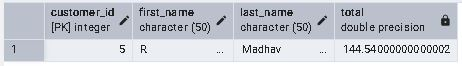 customer_id first_name last_name total
[PK] integer character (50) character (50) double precision
1 5 R ... Madhav ... 144.54000000000002